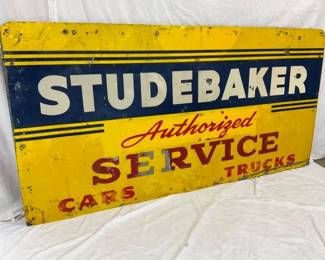 STUDEBAKER
Authorized
SERVICE
CARS TRUCKS